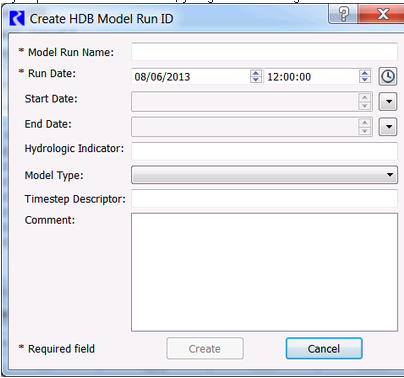 Create HDB Model Run ID
* Model Run Name:
* Run Date: 08/06/2013 12:00:00
Start Date:
End Date:
Hydrologic Indicator:
Model Type:
Timestep Descriptor:
Comment:
* Required field Create Cancel